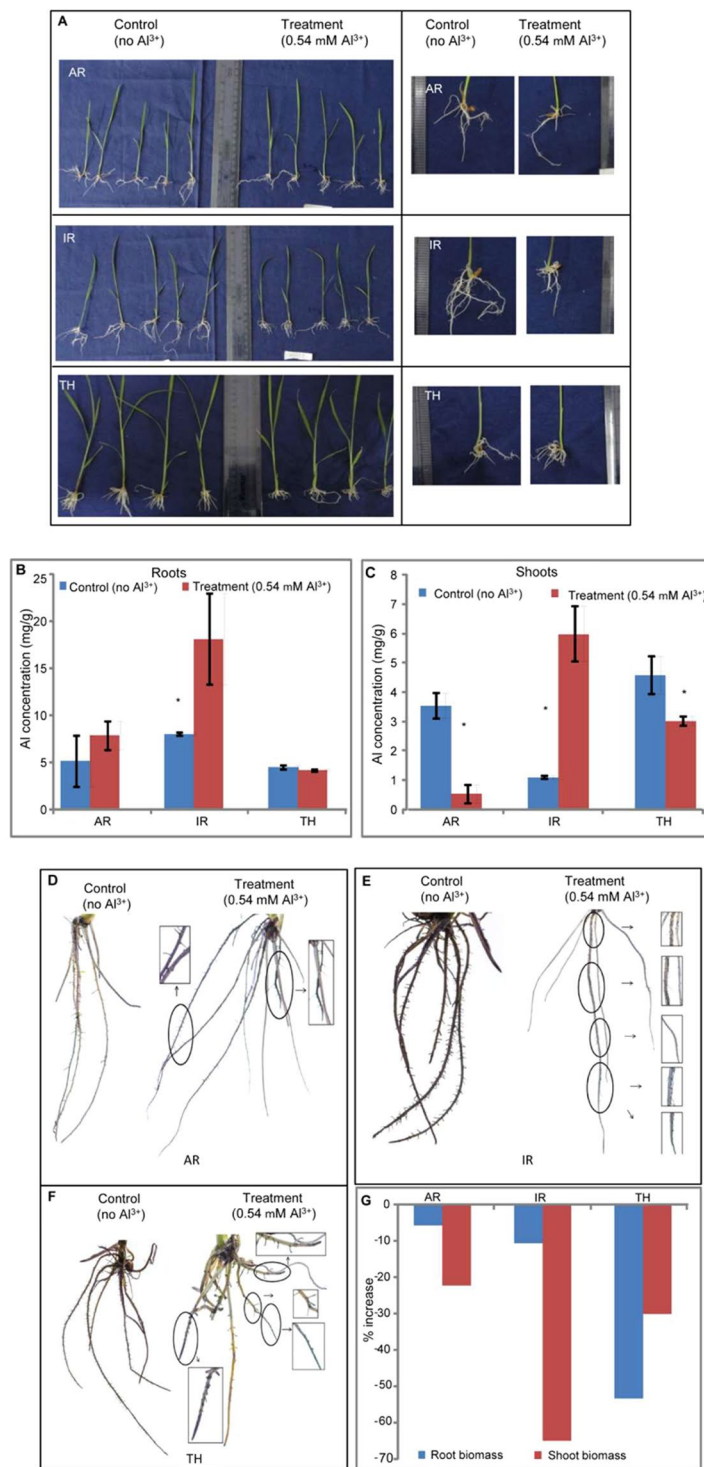 A
Control
(no Al³⁺)
Treatment
(0.54 mM Al³⁺)
Control
(no Al³⁺)
Treatment
(0.54 mM Al³⁺)
AR
AR
IR
IR
TH
TH
B
Roots
Control (no Al³⁺)
Treatment (0.54 mM Al³⁺)
Al concentration (mg/g)
25
20
15
10
5
0
*
AR
IR
TH
C
Shoots
Control (no Al³⁺)
Treatment (0.54 mM Al³⁺)
Al concentration (mg/g)
8
7
6
5
4
3
2
1
0
*
*
*
AR
IR
TH
D
Control
(no Al³⁺)
Treatment
(0.54 mM Al³⁺)
AR
E
Control
(no Al³⁺)
Treatment
(0.54 mM Al³⁺)
IR
F
Control
(no Al³⁺)
Treatment
(0.54 mM Al³⁺)
TH
G
AR
IR
TH
0
-10
-20
-30
-40
-50
-60
-70
% increase
Root biomass
Shoot biomass